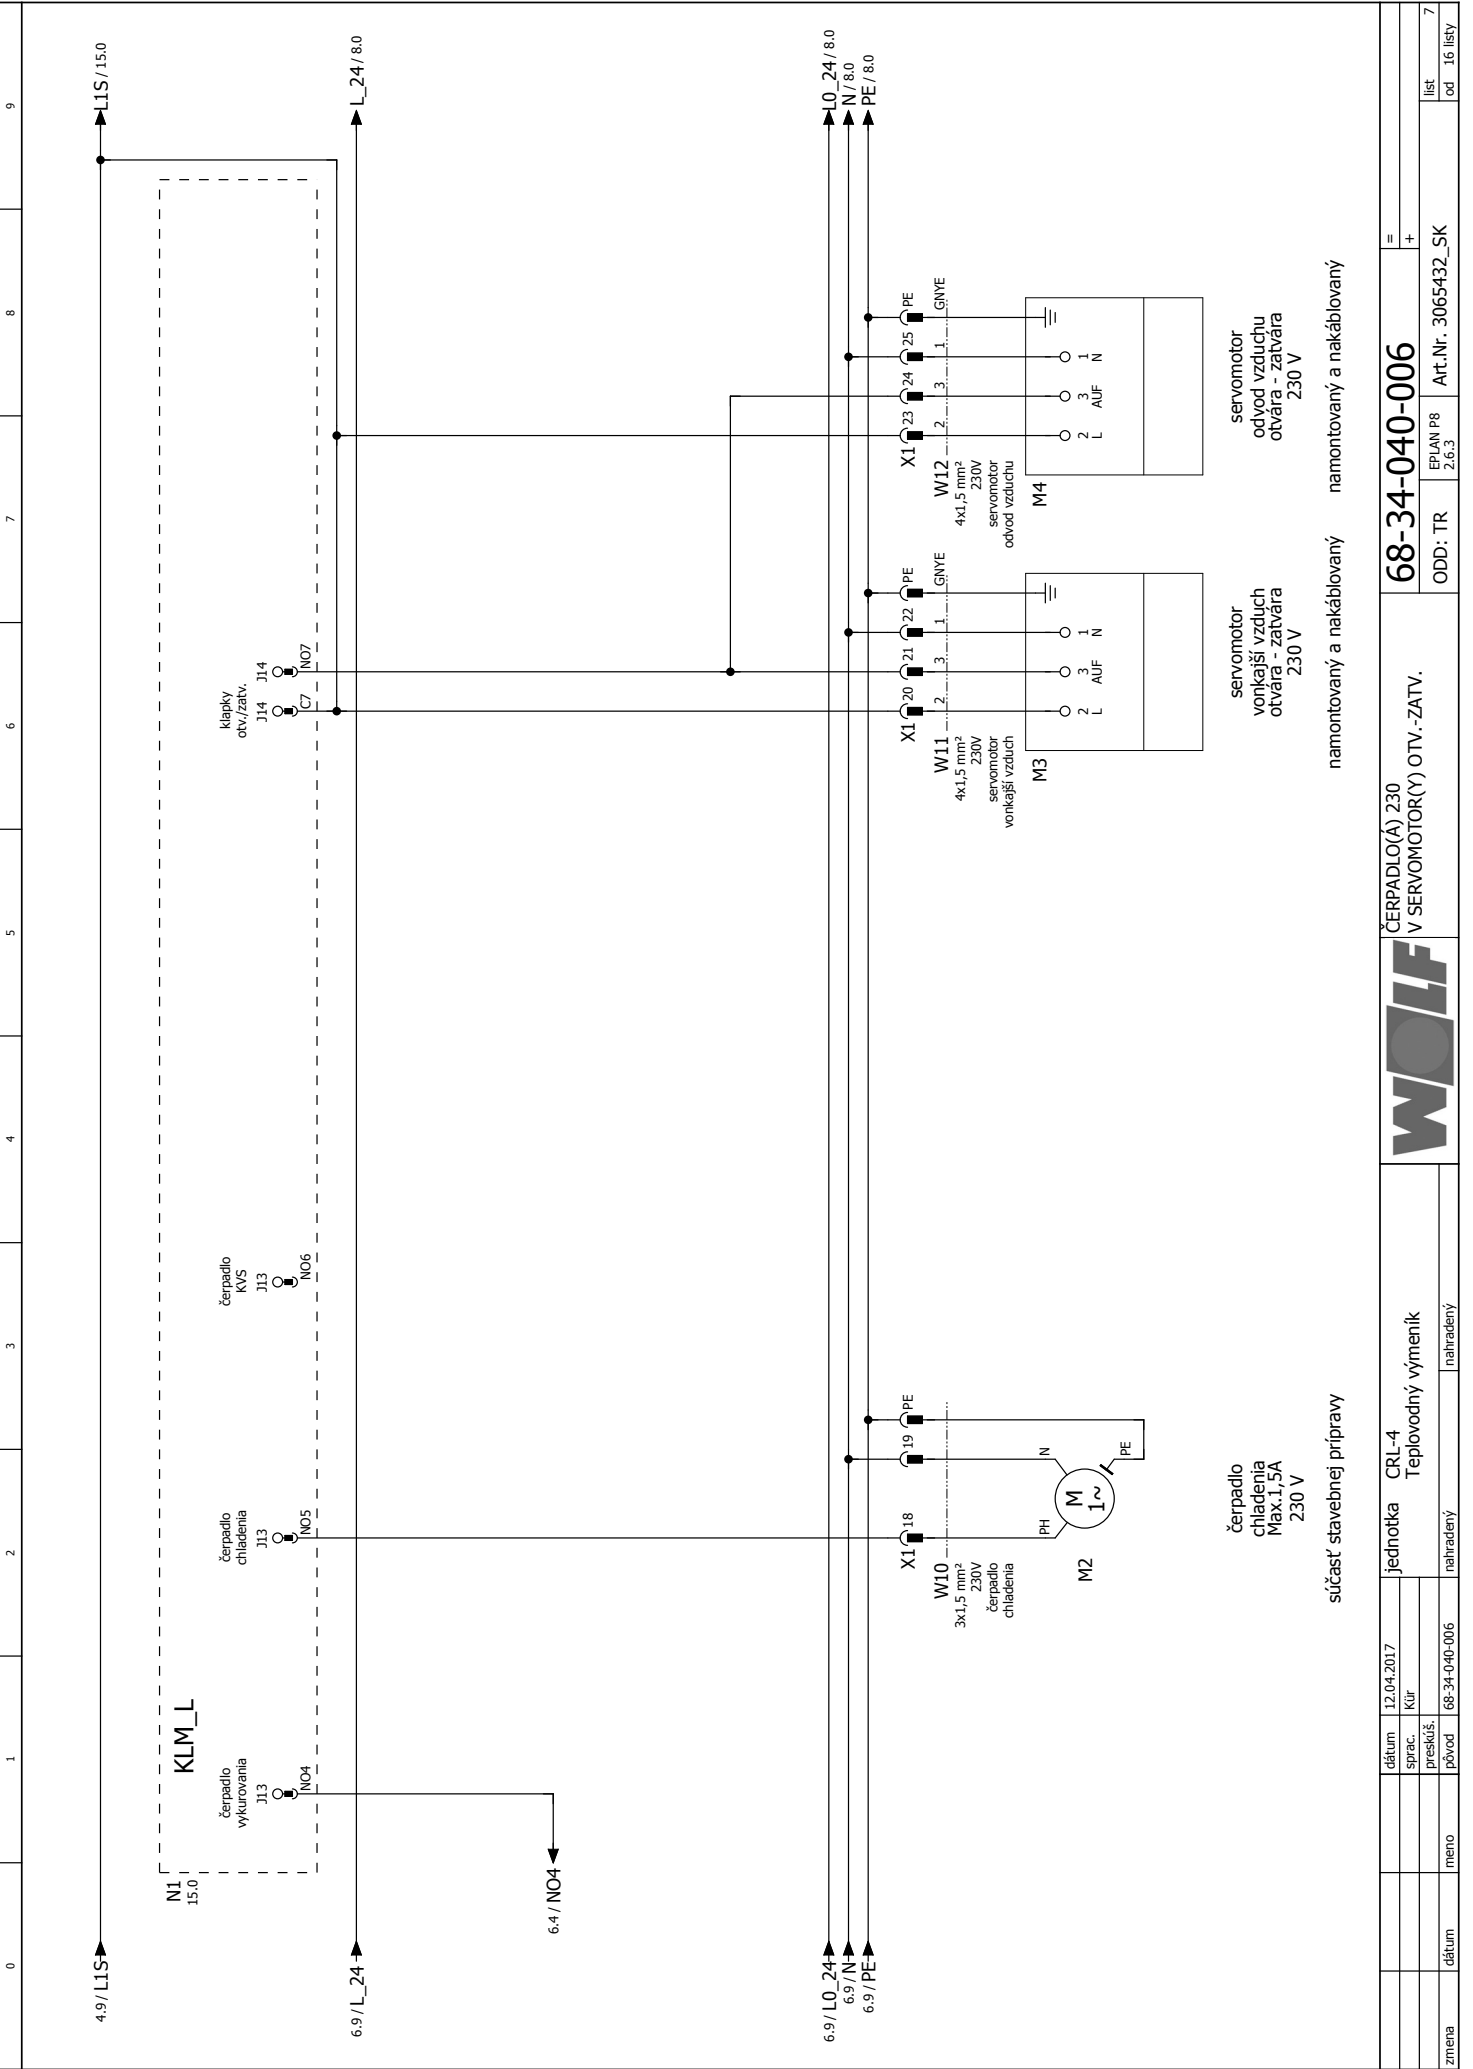 0
1
2
3
4
5
6
7
8
9
4.9 / L1S
L1S / 15.0
N1
15.0
KLM_L
čerpadlo
vykurovania
J13
NO4
čerpadlo
chladenia
J13
NO5
čerpadlo
KVS
J13
NO6
klapky
otv./zatv.
J14
J14
C7
NO7
6.9 / L_24
L_24 / 8.0
6.4 / NO4
6.9 / L0_24
L0_24 / 8.0
6.9 / N
N / 8.0
6.9 / PE
PE / 8.0
X1
18
19
PE
W10
3x1,5 mm²
230V
čerpadlo
chladenia
PH
N
M
1~
PE
M2
čerpadlo
chladenia
Max.1,5A
230 V
súčasť stavebnej prípravy
X1
20
21
22
PE
W11
2
3
1
GNYE
4x1,5 mm²
230V
servomotor
vonkajší vzduch
M3
2
3
1
L
AUF
N
servomotor
vonkajší vzduch
otvára - zatvára
230 V
namontovaný a nakáblovaný
X1
23
24
25
PE
W12
2
3
1
GNYE
4x1,5 mm²
230V
servomotor
odvod vzduchu
M4
2
3
1
L
AUF
N
servomotor
odvod vzduchu
otvára - zatvára
230 V
namontovaný a nakáblovaný
zmena
dátum
meno
dátum
12.04.2017
sprac.
Kür
preskúš.
pôvod
68-34-040-006
jednotka
CRL-4
Teplovodný výmeník
nahradený
nahradený
WOLF
ČERPADLO(Á) 230
V SERVOMOTOR(Y) OTV.-ZATV.
68-34-040-006
=
+
ODD: TR
EPLAN P8
2.6.3
Art.Nr. 3065432_SK
list
7
od
16 listy